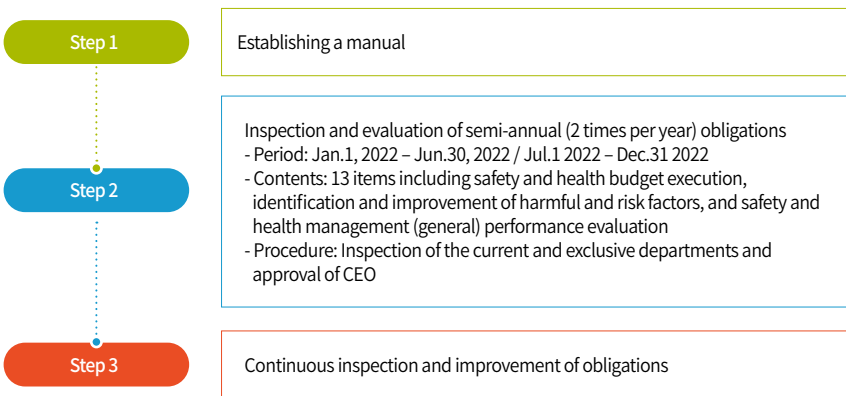 Step 1
Establishing a manual
Step 2
Inspection and evaluation of semi-annual (2 times per year) obligations
- Period: Jan.1, 2022 – Jun.30, 2022 / Jul.1 2022 – Dec.31 2022
- Contents: 13 items including safety and health budget execution,
identification and improvement of harmful and risk factors, and safety and
health management (general) performance evaluation
- Procedure: Inspection of the current and exclusive departments and
approval of CEO
Step 3
Continuous inspection and improvement of obligations